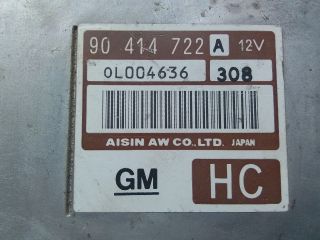 90 414 722 A 12V
0L004636 308
AISIN AW CO., LTD. JAPAN
GM HC